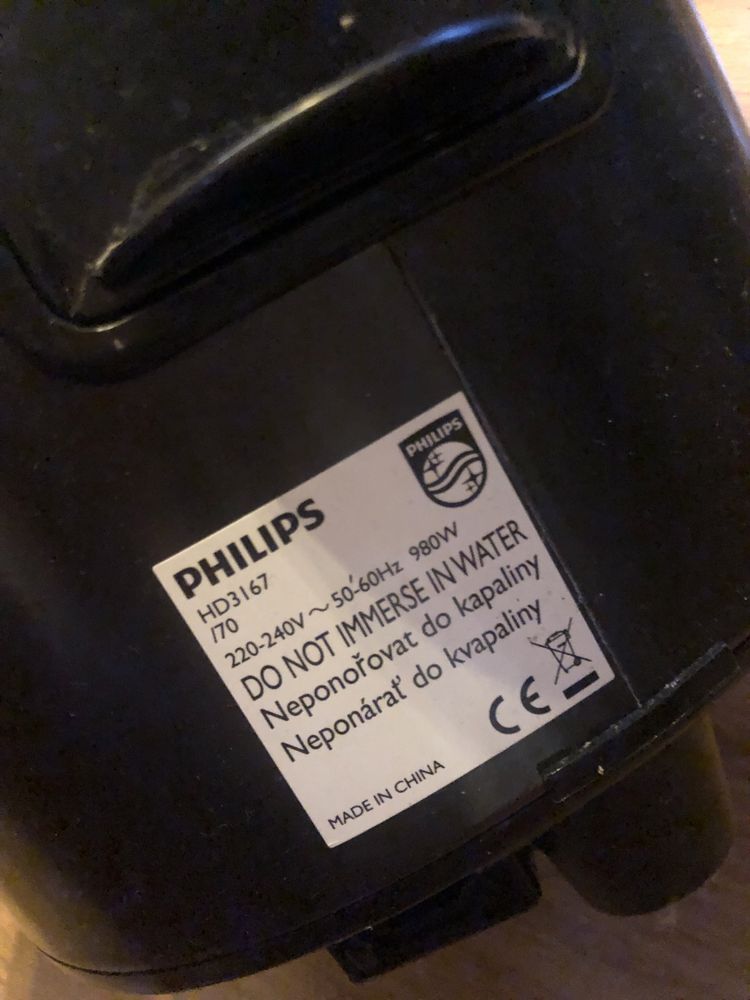 PHILIPS
PHILIPS
HD3167
/70
220-240V ~ 50-60Hz 980W
DO NOT IMMERSE IN WATER
Neponořovat do kapaliny
Neponárať do kvapaliny
CE
MADE IN CHINA